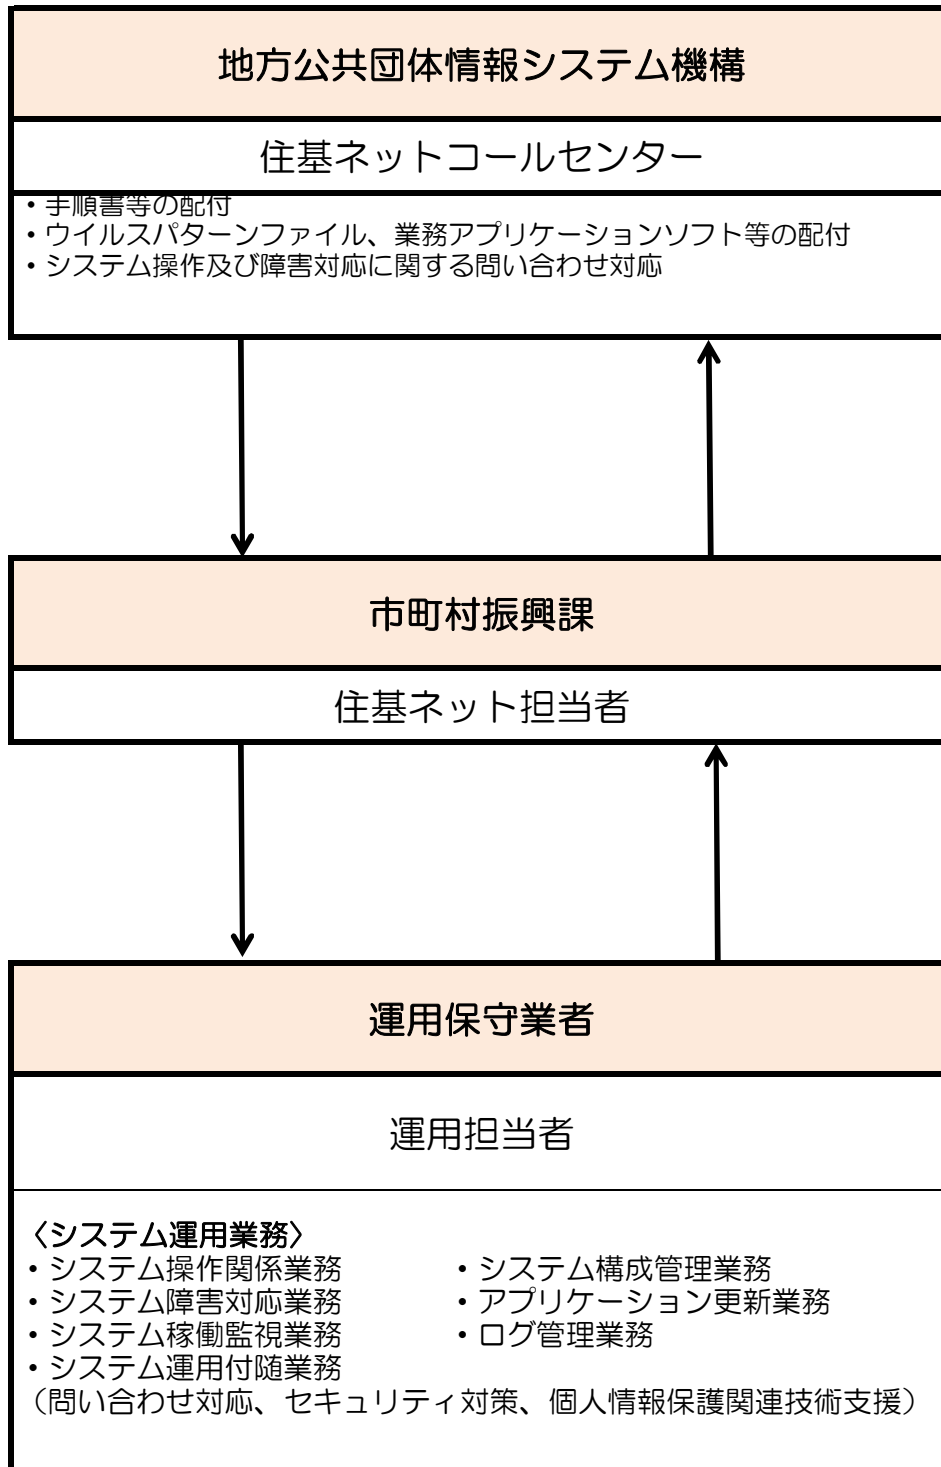 地方公共団体情報システム機構
住基ネットコールセンター
・手順書等の配付
・ウイルスパターンファイル、業務アプリケーションソフト等の配付
・システム操作及び障害対応に関する問い合わせ対応
市町村振興課
住基ネット担当者
運用保守業者
運用担当者
〈システム運用業務〉
・システム操作関係業務 ・システム構成管理業務
・システム障害対応業務 ・アプリケーション更新業務
・システム稼働監視業務 ・ログ管理業務
・システム運用付随業務
（問い合わせ対応、セキュリティ対策、個人情報保護関連技術支援）